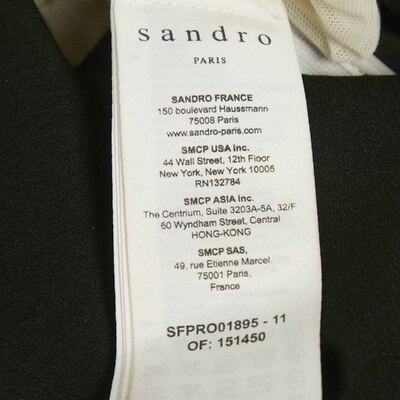 sandro
PARIS
SANDRO FRANCE
150 boulevard Haussmann
75008 Paris
www.sandro-paris.com
SMCP USA Inc.
44 Wall Street, 12th Floor
New York, New York 10005
RN132784
SMCP ASIA Inc.
The Centrium, Suite 3203A-5A, 32/F
60 Wyndham Street, Central
HONG-KONG
SMCP SAS,
49, rue Etienne Marcel,
75001 Paris,
France
SFPRO01895 - 11
OF: 151450